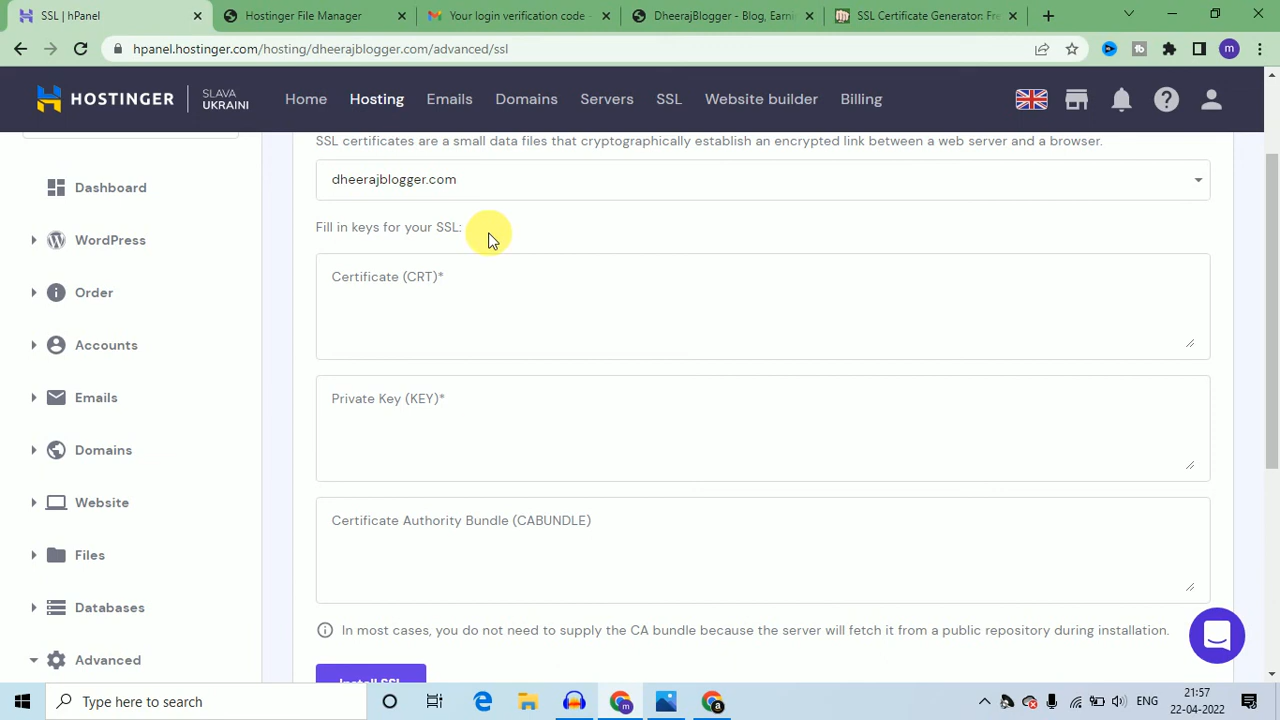 SSL | hPanel
Hostinger File Manager
Your login verification code -
DheerajBlogger - Blog, Earni
SSL Certificate Generator: Fre
hpanel.hostinger.com/hosting/dheerajblogger.com/advanced/ssl
m
HOSTINGER
SLAVA
UKRAINI
Home
Hosting
Emails
Domains
Servers
SSL
Website builder
Billing
SSL certificates are a small data files that cryptographically establish an encrypted link between a web server and a browser.
dheerajblogger.com
Fill in keys for your SSL:
Certificate (CRT)*
Private Key (KEY)*
Certificate Authority Bundle (CABUNDLE)
In most cases, you do not need to supply the CA bundle because the server will fetch it from a public repository during installation.
Install SSL
Dashboard
WordPress
Order
Accounts
Emails
Domains
Website
Files
Databases
Advanced
Type here to search
m
a
ENG
21:57
22-04-2022